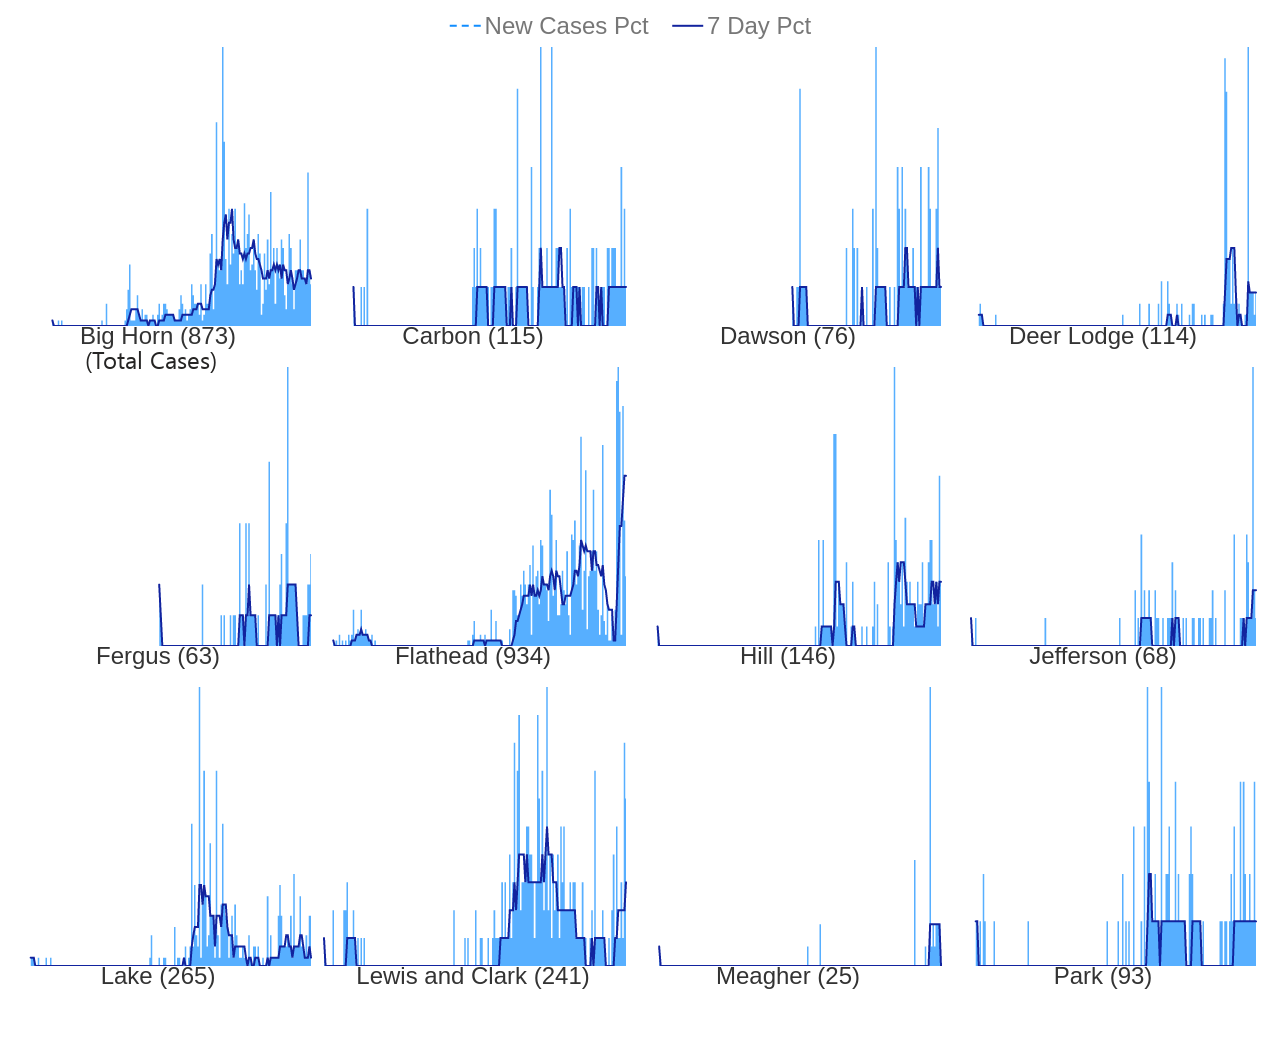 New Cases Pct 7 Day Pct
Big Horn (873) Carbon (115) Dawson (76) Deer Lodge (114)
(Total Cases)
Fergus (63) Flathead (934) Hill (146) Jefferson (68)
Lake (265) Lewis and Clark (241) Meagher (25) Park (93)